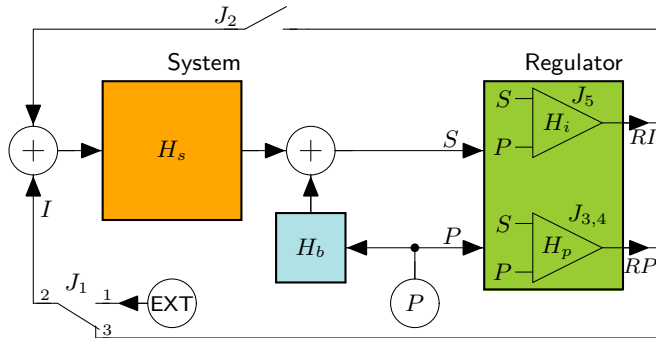 J2
System
Regulator
S
J5
Hi
P
RI
+
Hs
+
S
I
Hb
P
S
J3,4
Hp
P
RP
J1
2
1
EXT
3
P